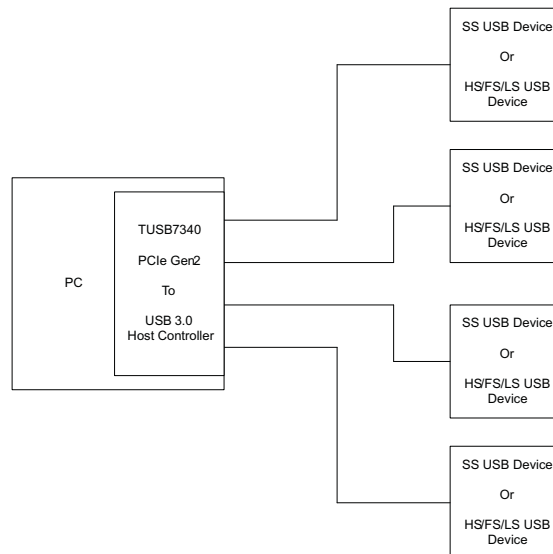 SS USB Device
Or
HS/FS/LS USB
Device
SS USB Device
Or
HS/FS/LS USB
Device
PC
TUSB7340
PCIe Gen2
To
USB 3.0
Host Controller
SS USB Device
Or
HS/FS/LS USB
Device
SS USB Device
Or
HS/FS/LS USB
Device